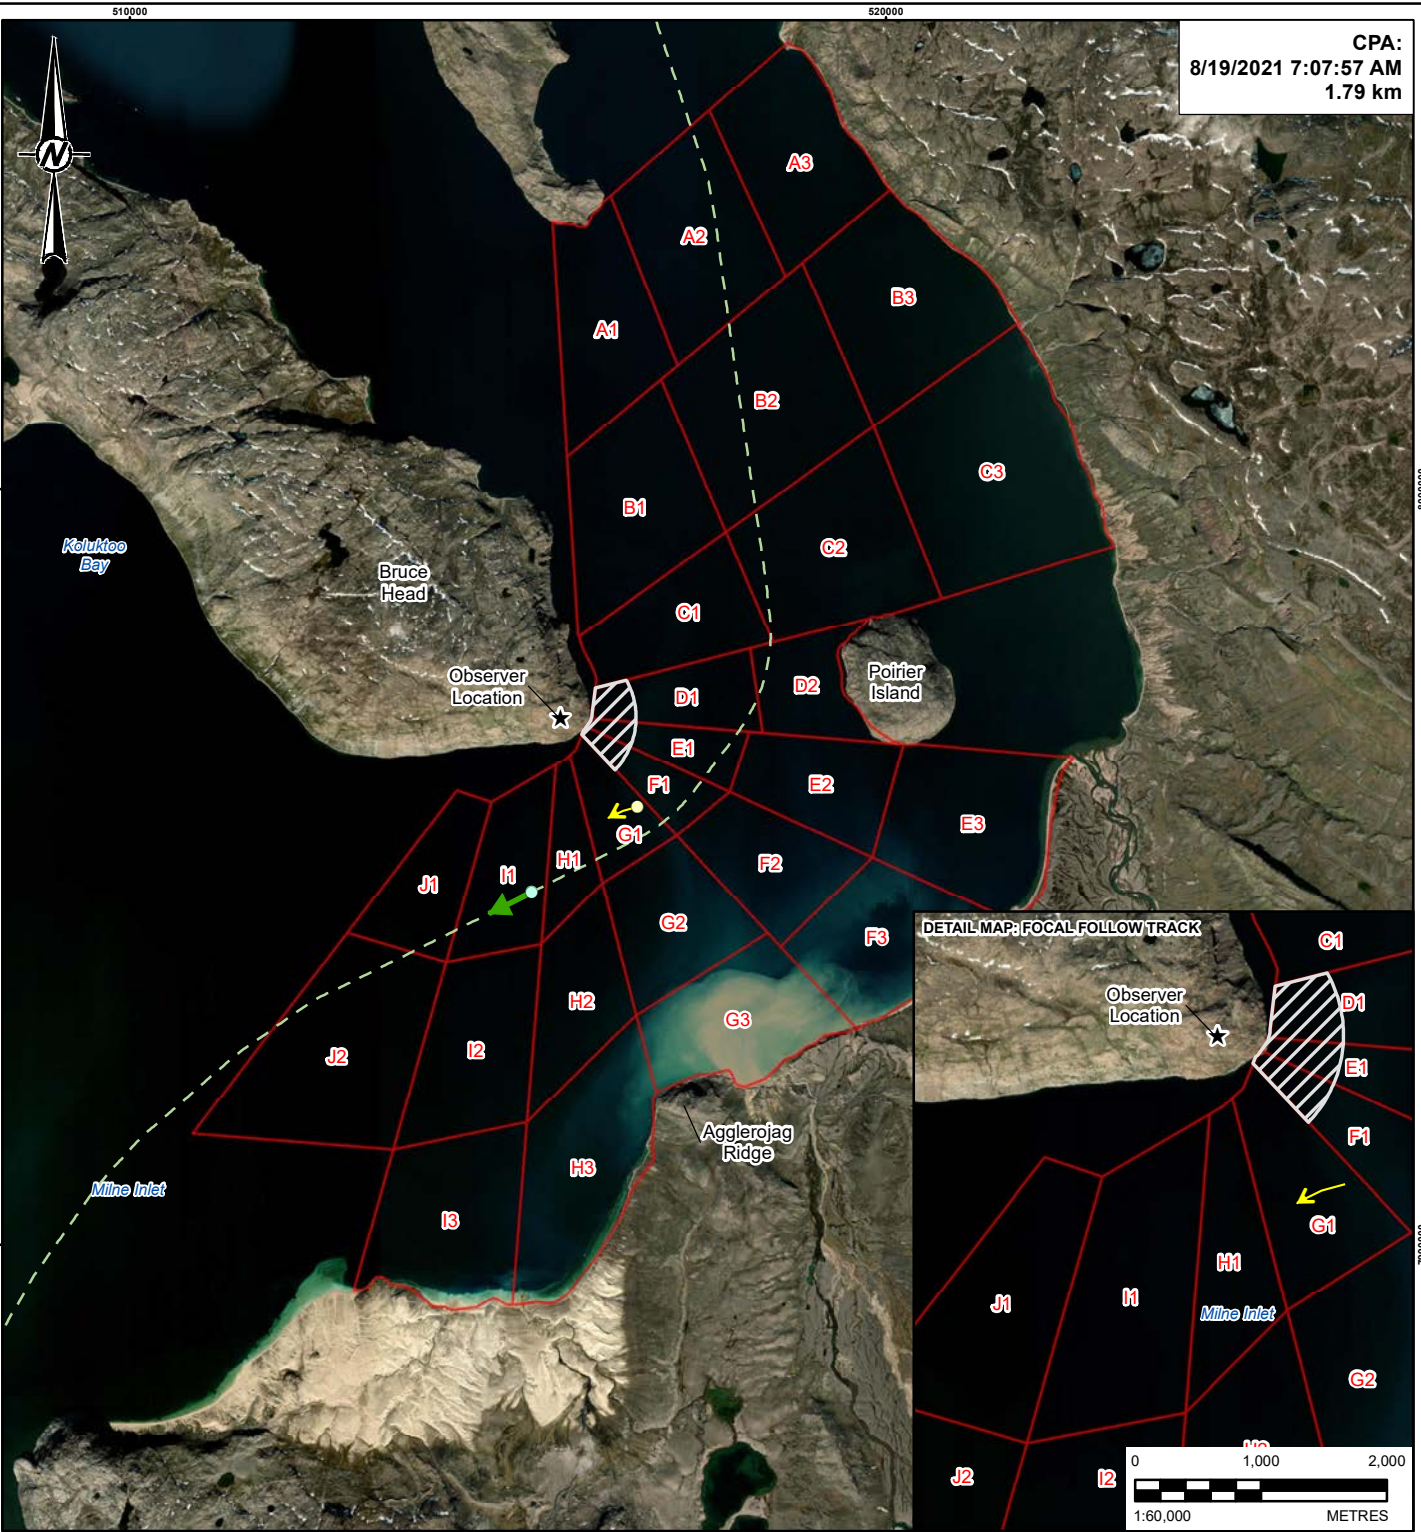 510000
520000
CPA:
8/19/2021 7:07:57 AM
1.79 km
N
A3
A2
B3
A1
B2
C3
B1
C2
Koluktoo
Bay
Bruce
Head
C1
Observer
Location
D1
D2
Poirier
Island
E1
E2
F1
E3
G1
H1
F2
I1
J1
G2
F3
H2
G3
I2
J2
Agglerojag
Ridge
H3
Milne Inlet
I3
DETAIL MAP: FOCAL FOLLOW TRACK
C1
Observer
Location
D1
E1
F1
G1
H1
I1
J1
Milne Inlet
G2
J2
I2
0 1,000 2,000
1:60,000 METRES